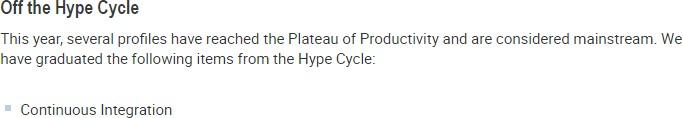 Off the Hype Cycle
This year, several profiles have reached the Plateau of Productivity and are considered mainstream. We
have graduated the following items from the Hype Cycle:
Continuous Integration